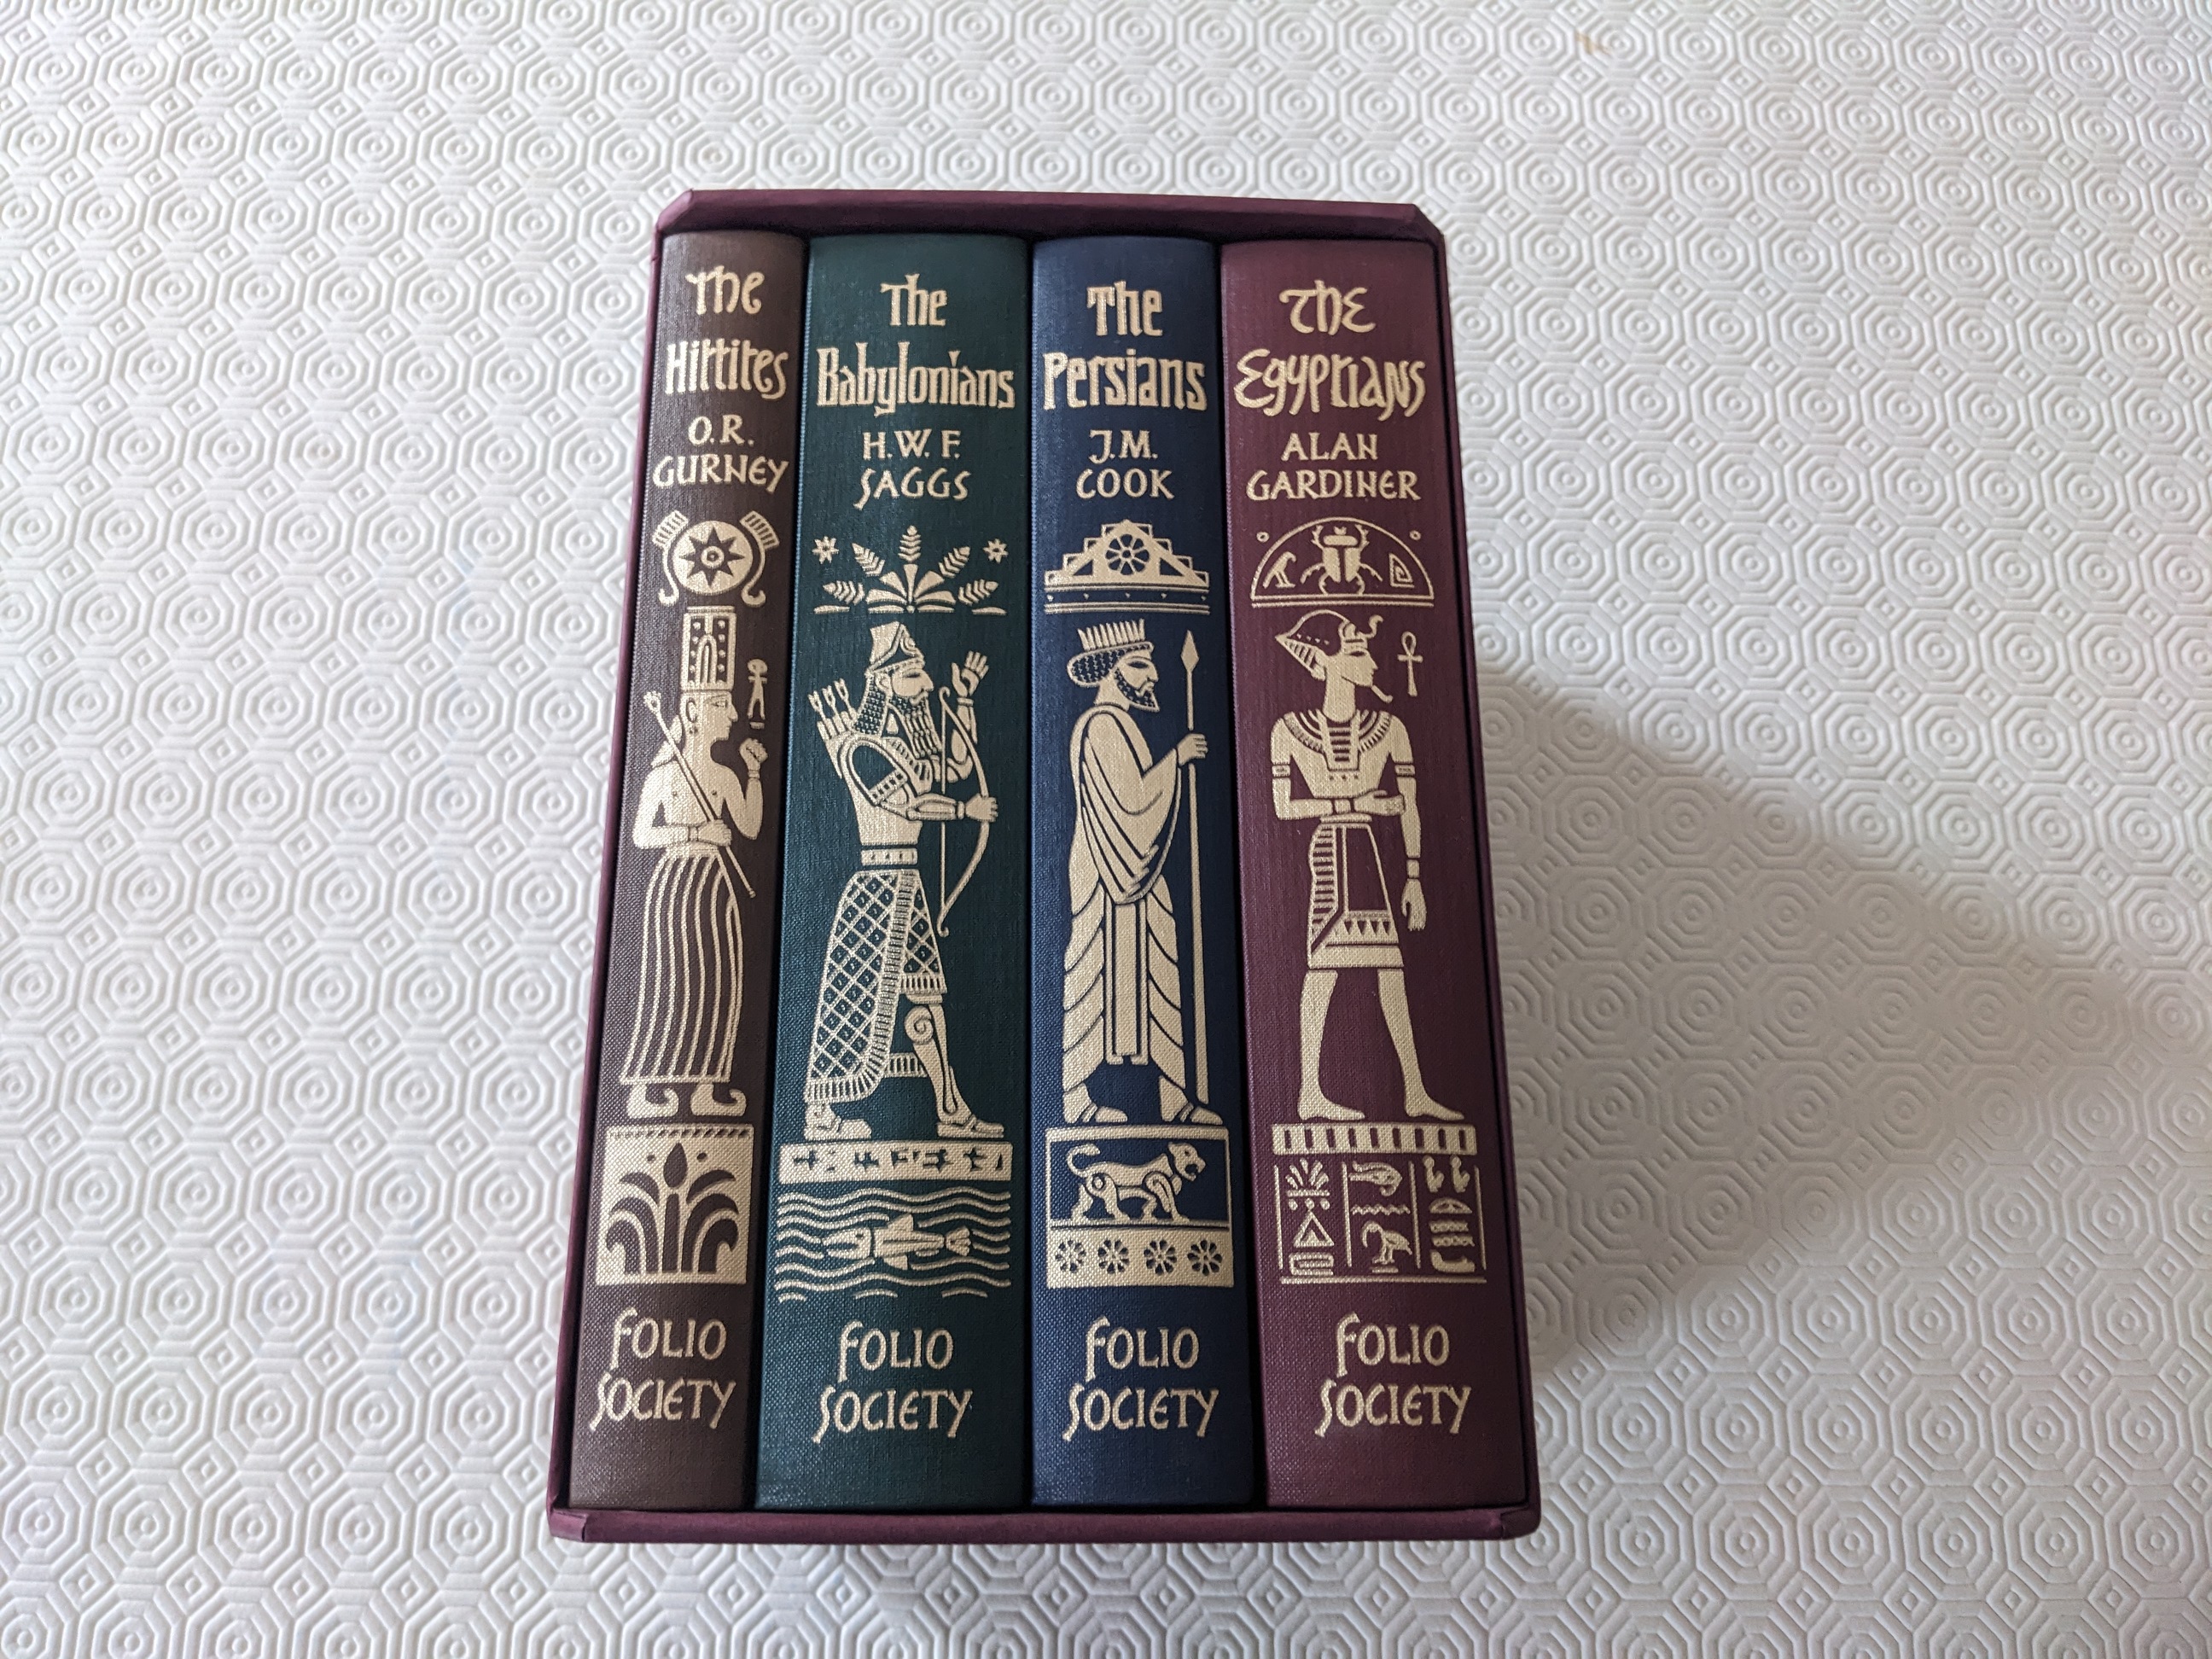 The
Hittites
O.R.
GURNEY
FOLIO
SOCIETY
The
Babylonians
H.W.F.
SAGGS
FOLIO
SOCIETY
The
Persians
J.M.
COOK
FOLIO
SOCIETY
The
Egyptians
ALAN
GARDINER
FOLIO
SOCIETY